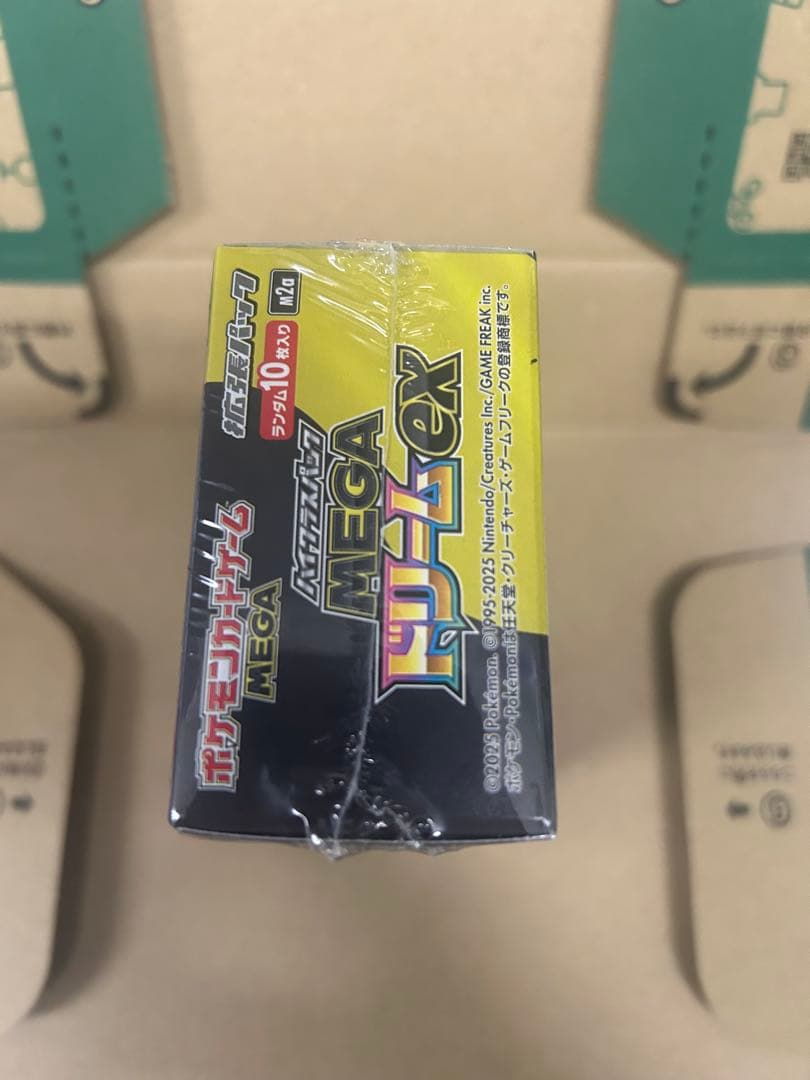 ポケモンカードゲーム
MEGA
拡張パック
ランダム10枚入り
M2a
ハイクラスパック
MEGA
ドリームex
©2025 Pokémon. ©1995-2025 Nintendo/Creatures Inc./GAME FREAK inc.
ポケモン・Pokémonは任天堂・クリーチャーズ・ゲームフリークの登録商標です。